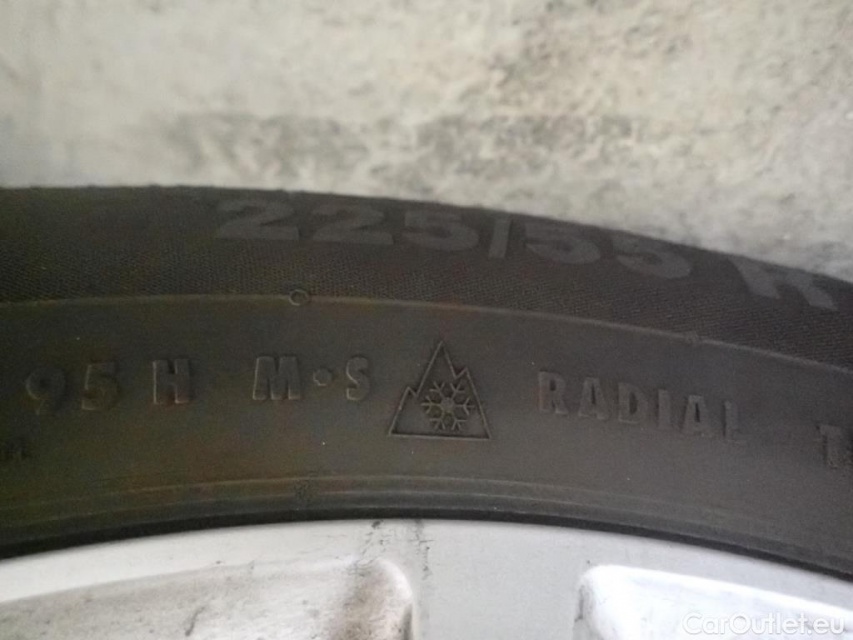 225/55 R
95 H M·S RADIAL
CarOutlet.eu